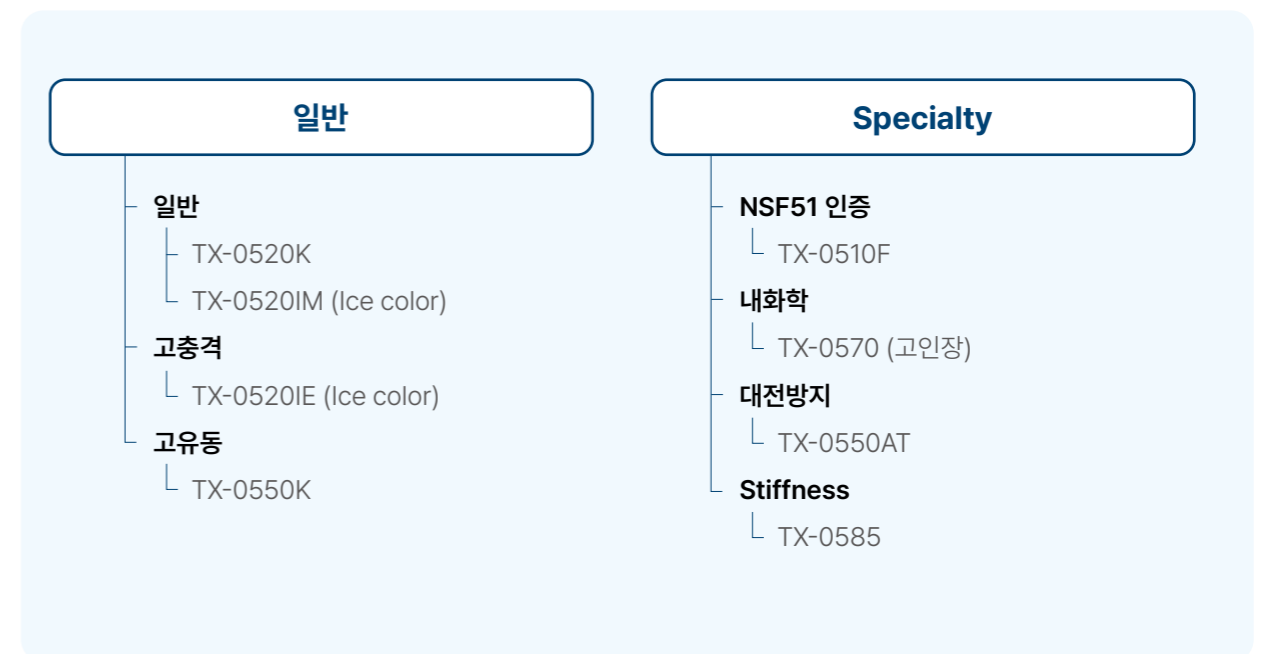 일반
일반
TX-0520K
TX-0520IM (Ice color)
고충격
TX-0520IE (Ice color)
고유동
TX-0550K
Specialty
NSF51 인증
TX-0510F
내화학
TX-0570 (고인장)
대전방지
TX-0550AT
Stiffness
TX-0585